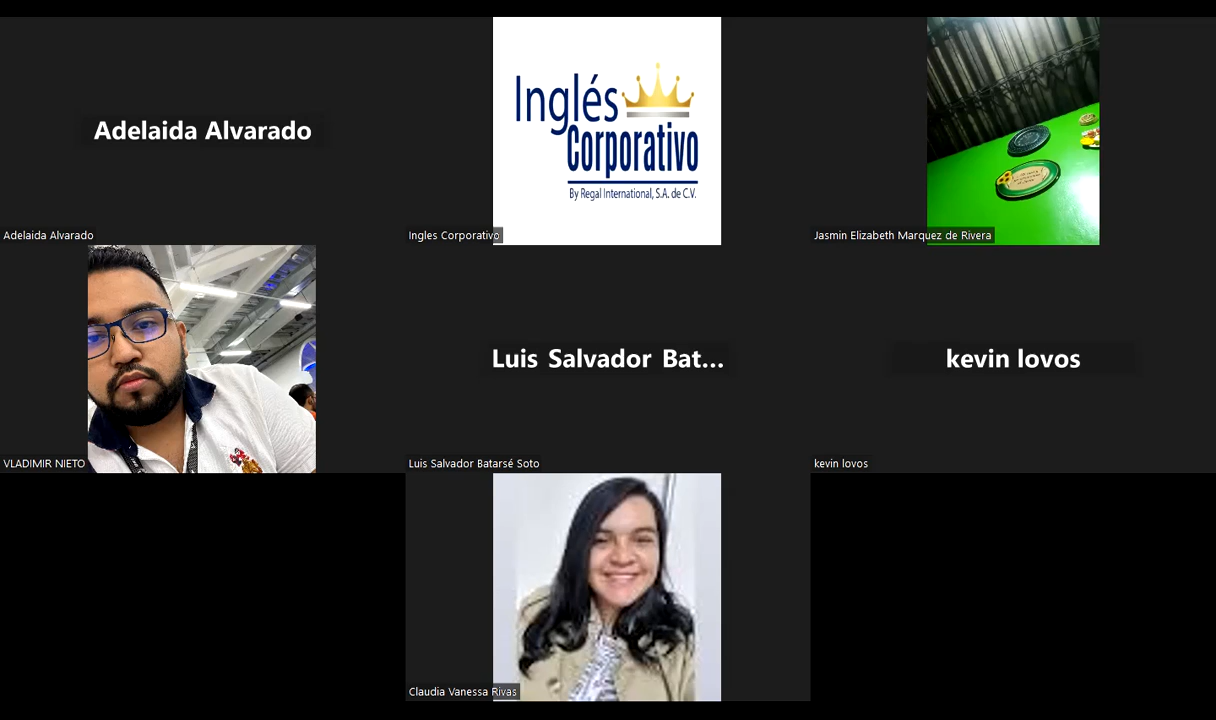 Adelaida Alvarado
Adelaida Alvarado
Inglés
Corporativo
By Regal International, S.A. de C.V.
Ingles Corporativo
Jasmin Elizabeth Marquez de Rivera
VLADIMIR NIETO
Luis Salvador Bat...
Luis Salvador Batarsé Soto
kevin lovos
kevin lovos
Claudia Vanessa Rivas